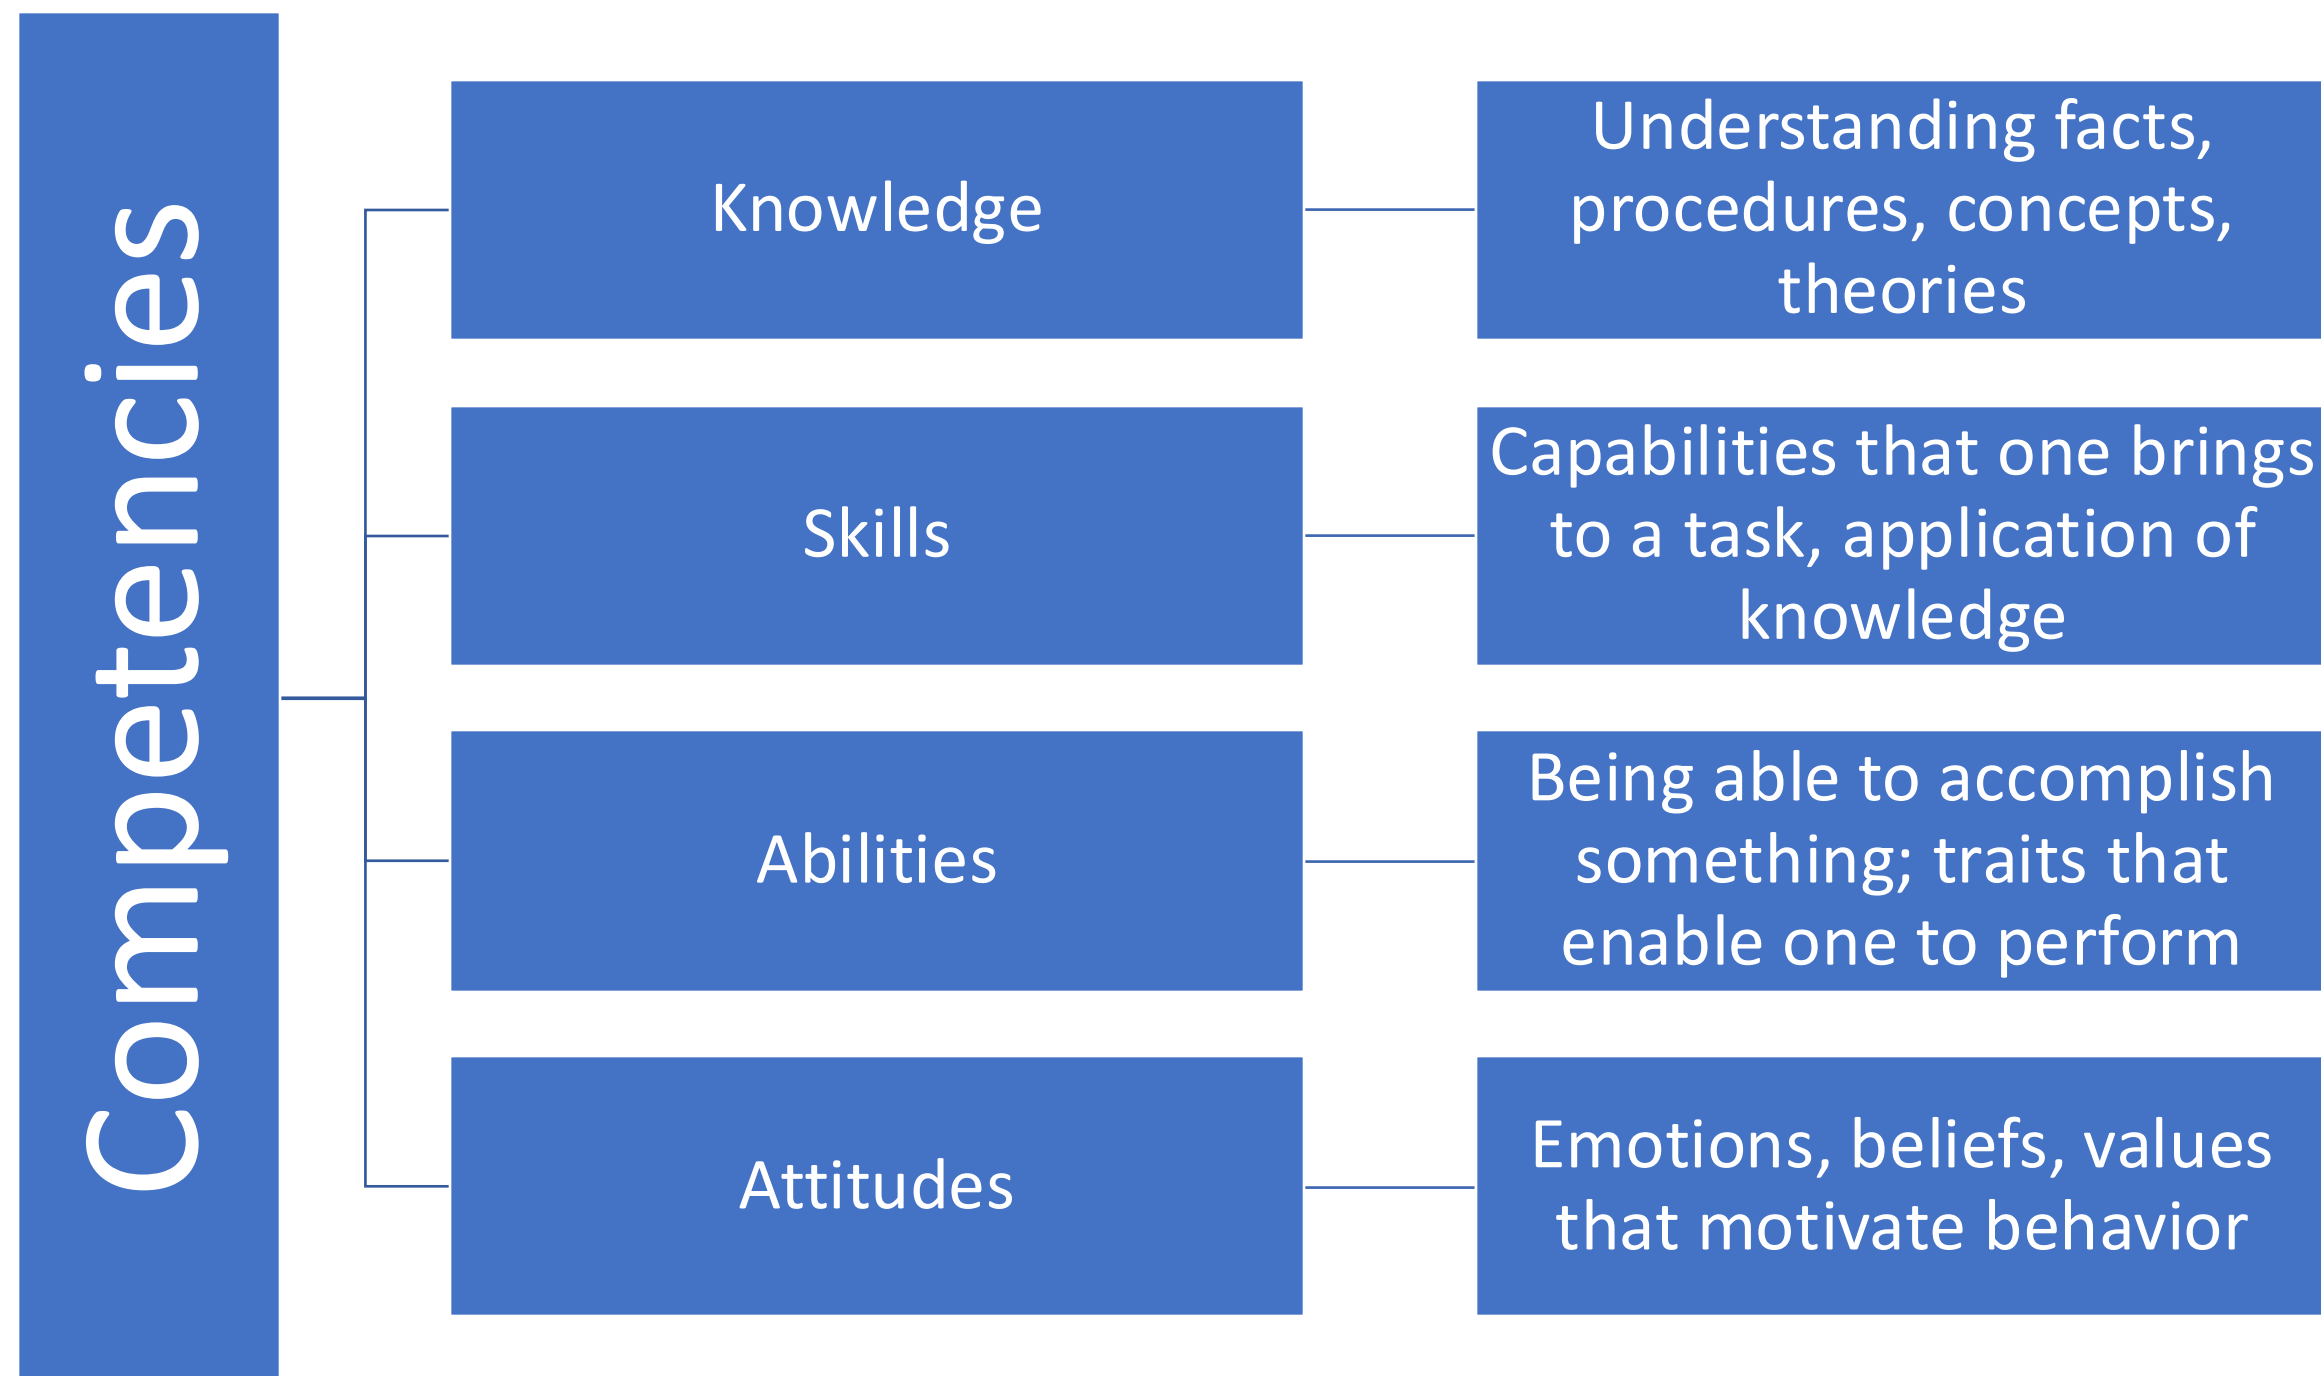 Competencies
Knowledge
Understanding facts,
procedures, concepts,
theories
Skills
Capabilities that one brings
to a task, application of
knowledge
Abilities
Being able to accomplish
something; traits that
enable one to perform
Attitudes
Emotions, beliefs, values
that motivate behavior